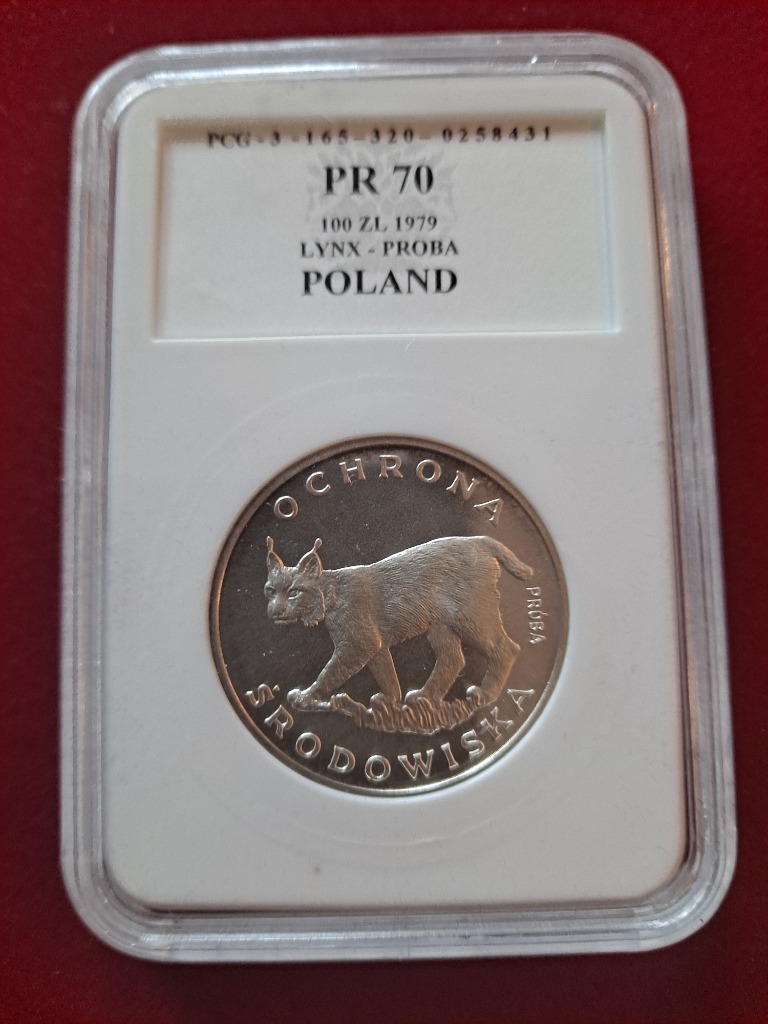 PCG - 3 - 165 - 320 - 0258431
PR 70
100 ZL 1979
LYNX - PROBA
POLAND
OCHRONA
PRÓBA
ŚRODOWISKA